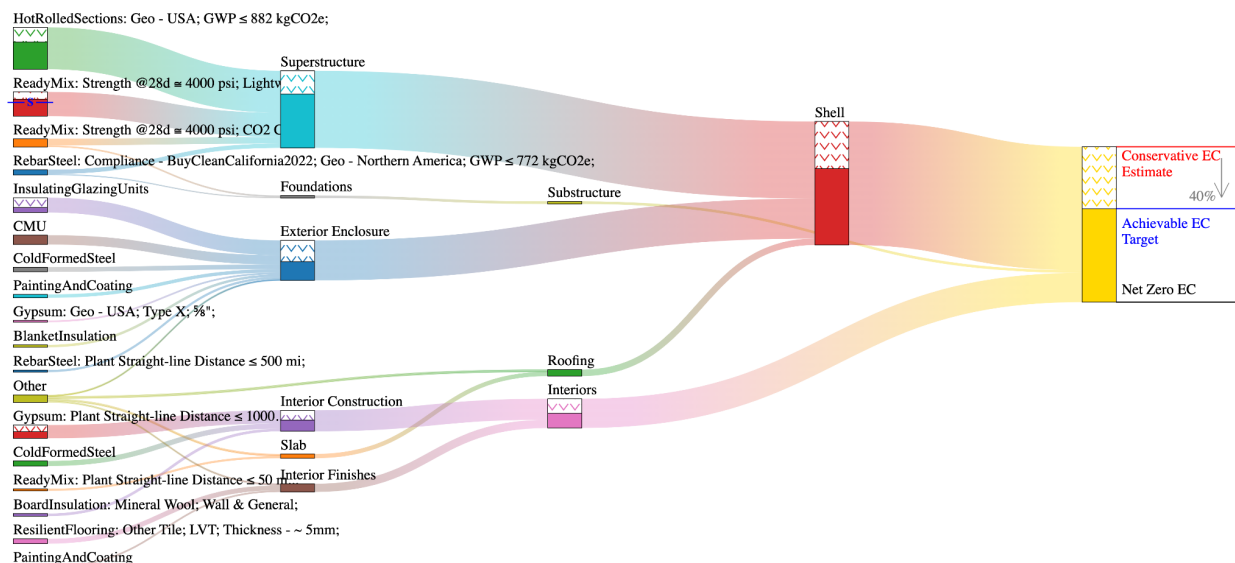 HotRolledSections: Geo - USA; GWP ≤ 882 kgCO2e;
Superstructure
ReadyMix: Strength @28d ≅ 4000 psi; Lightw
S
ReadyMix: Strength @28d ≅ 4000 psi; CO2 C
RebarSteel: Compliance - BuyCleanCalifornia2022; Geo - Northern America; GWP ≤ 772 kgCO2e;
InsulatingGlazingUnits
Foundations
Substructure
CMU
Exterior Enclosure
ColdFormedSteel
PaintingAndCoating
Gypsum: Geo - USA; Type X; ⅝";
BlanketInsulation
RebarSteel: Plant Straight-line Distance ≤ 500 mi;
Other
Gypsum: Plant Straight-line Distance ≤ 1000...
Interior Construction
ColdFormedSteel
Slab
ReadyMix: Plant Straight-line Distance ≤ 50 m...
Interior Finishes
BoardInsulation: Mineral Wool; Wall & General;
ResilientFlooring: Other Tile; LVT; Thickness - ~ 5mm;
PaintingAndCoating
Roofing
Interiors
Shell
Conservative EC
Estimate
40%
Achievable EC
Target
Net Zero EC